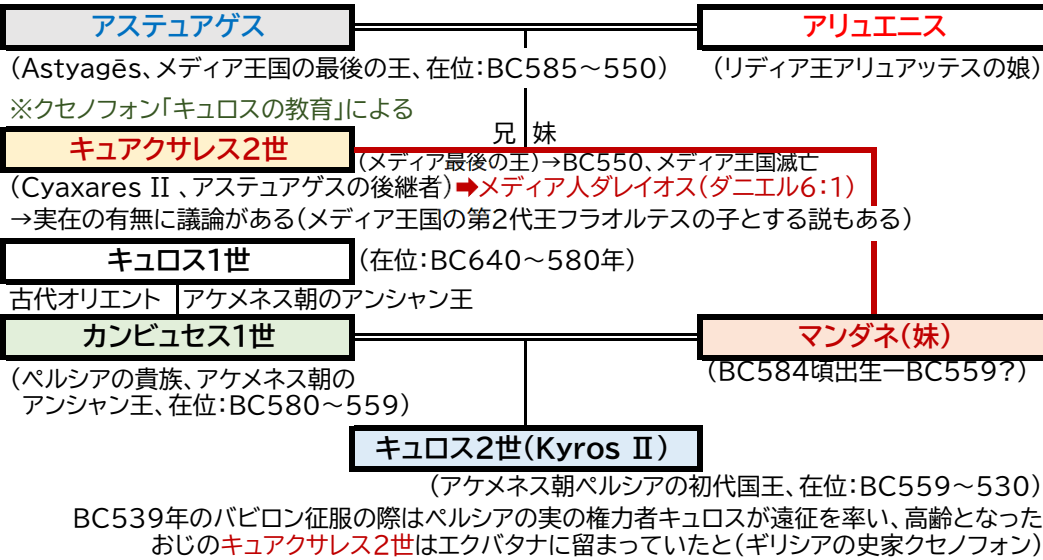 アステュアゲス アリュエニス
(Astyagēs、メディア王国の最後の王、在位:BC585～550) (リディア王アリュアッテスの娘)
※クセノフォン「キュロスの教育」による
兄 妹
キュアクサレス2世 (メディア最後の王)→BC550、メディア王国滅亡
(Cyaxares II 、アステュアゲスの後継者)➡メディア人ダレイオス(ダニエル6:1)
→実在の有無に議論がある(メディア王国の第2代王フラオルテスの子とする説もある)
キュロス1世 (在位:BC640～580年)
古代オリエント アケメネス朝のアンシャン王
カンビュセス1世 マンダネ(妹)
(ペルシアの貴族、アケメネス朝の (BC584頃出生ーBC559?)
アンシャン王、在位:BC580～559)
キュロス2世(Kyros Ⅱ)
(アケメネス朝ペルシアの初代国王、在位:BC559～530)
BC539年のバビロン征服の際はペルシアの実の権力者キュロスが遠征を率い、高齢となった
おじのキュアクサレス2世はエクバタナに留まっていたと(ギリシアの史家クセノフォン)